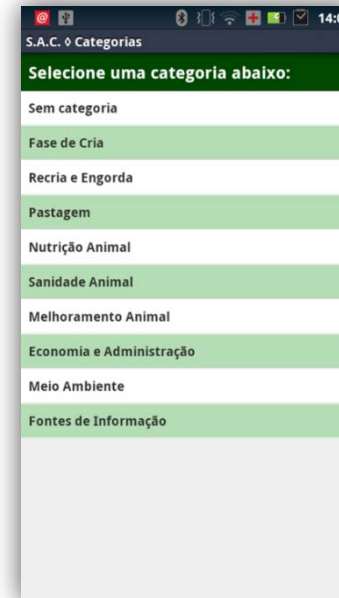 14:0
S.A.C. ◊ Categorias
Selecione uma categoria abaixo:
Sem categoria
Fase de Cria
Recria e Engorda
Pastagem
Nutrição Animal
Sanidade Animal
Melhoramento Animal
Economia e Administração
Meio Ambiente
Fontes de Informação